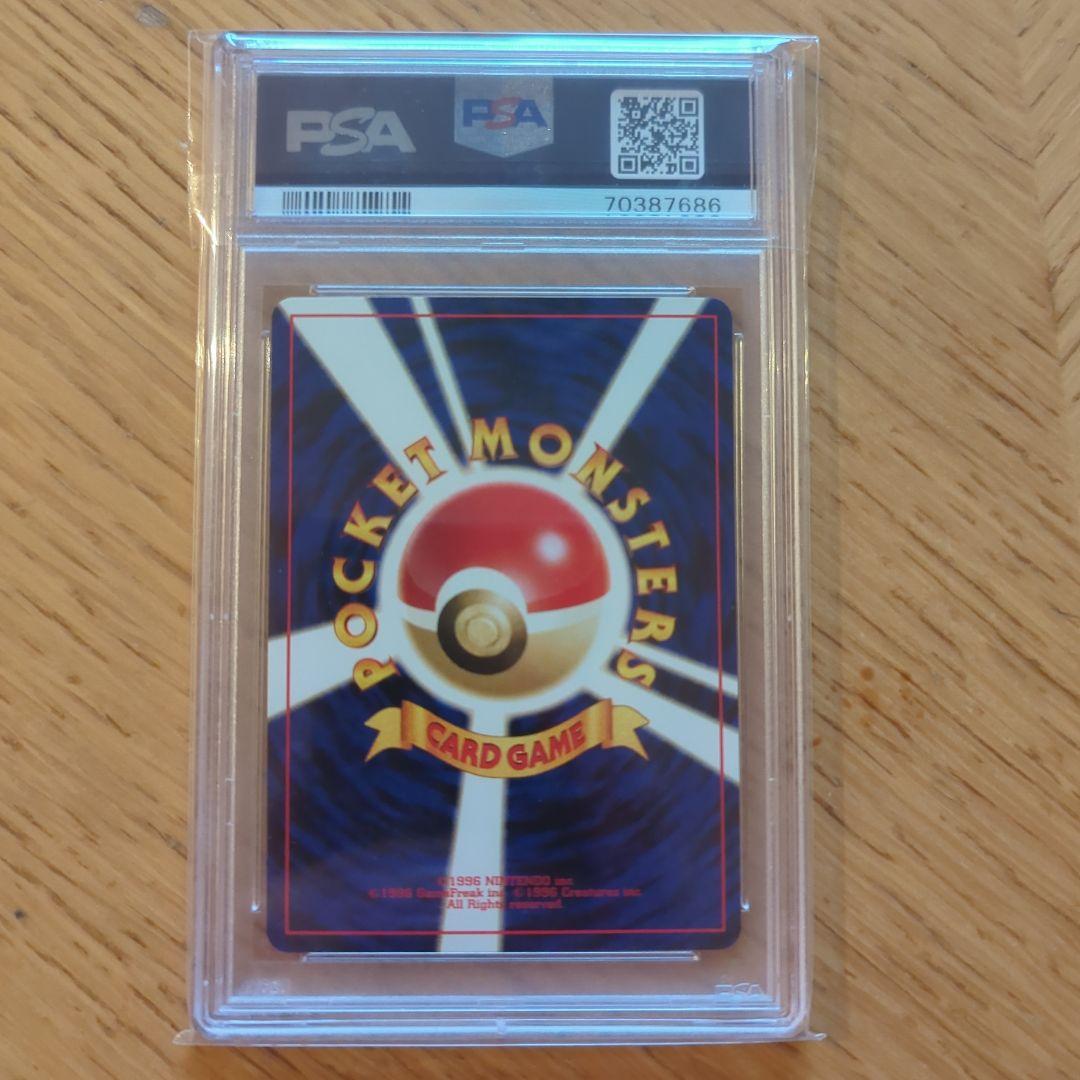 PSA PSA
70387686
POCKET MONSTERS
CARD GAME
©1996 NINTENDO inc
©1996 GameFreak inc ©1996 Creatures inc.
All Rights reserved.
PSA